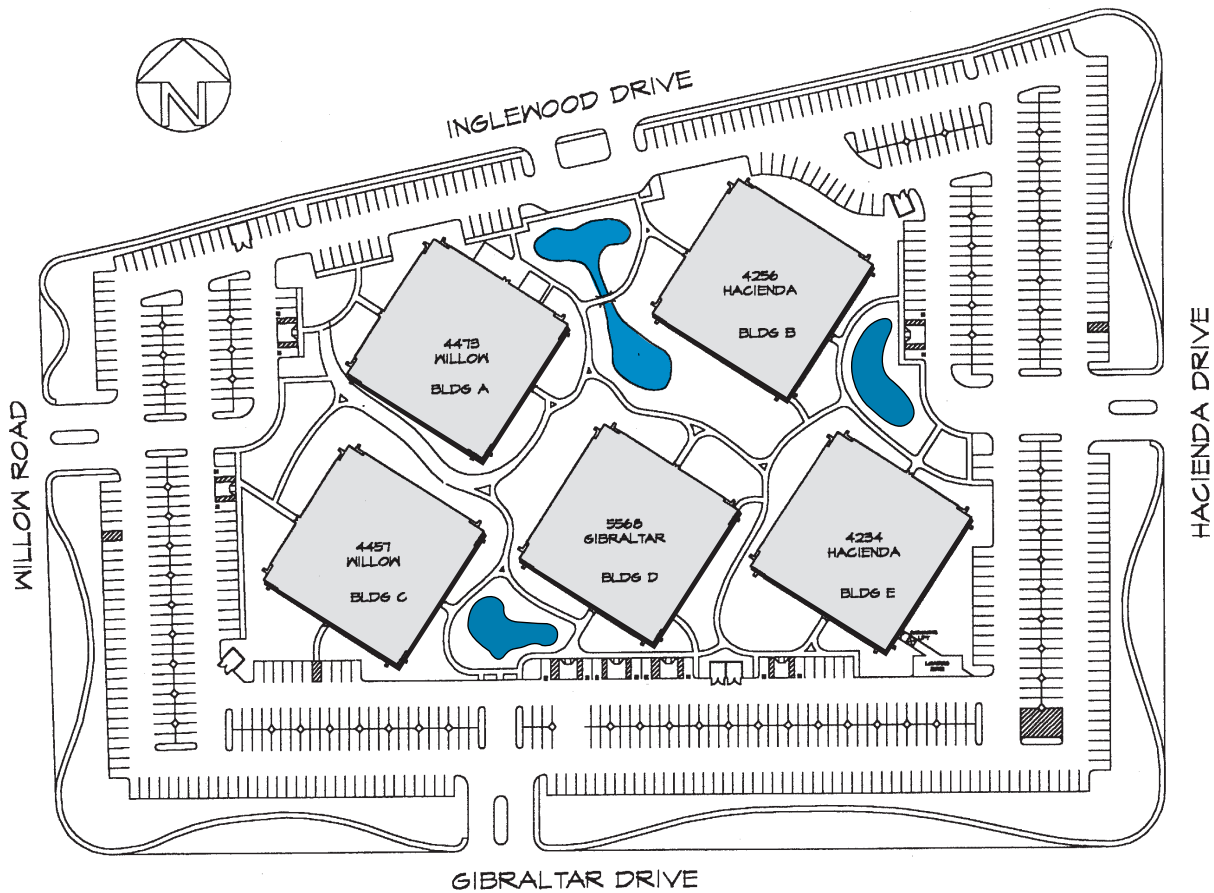 N
INGLEWOOD DRIVE
4256
HACIENDA
BLDG B
4473
WILLOW
BLDG A
HACIENDA DRIVE
WILLOW ROAD
5568
GIBRALTAR
BLDG D
4457
WILLOW
BLDG C
4234
HACIENDA
BLDG E
GIBRALTAR DRIVE